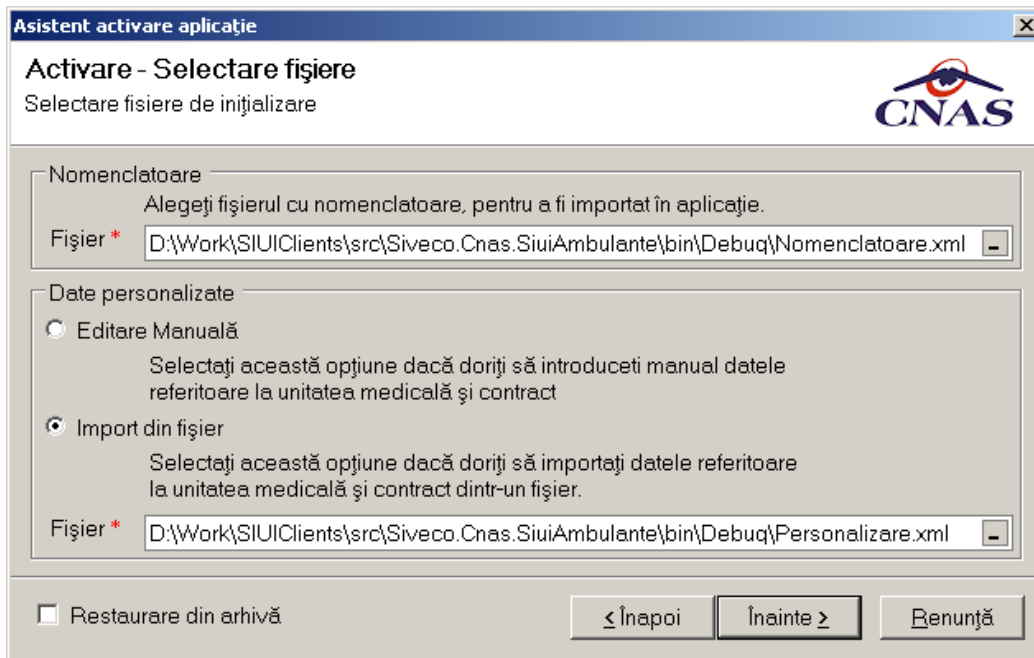 Asistent activare aplicaţie
Activare - Selectare fişiere
Selectare fisiere de iniţializare
CNAS
Nomenclatoare
Alegeţi fişierul cu nomenclatoare, pentru a fi importat în aplicaţie.
Fişier * D:\Work\SIUIClients\src\Siveco.Cnas.SiuiAmbulante\bin\Debug\Nomenclatoare.xml
Date personalizate
Editare Manuală
Selectaţi această opţiune dacă doriţi să introduceti manual datele
referitoare la unitatea medicală şi contract
Import din fişier
Selectaţi această opţiune dacă doriţi să importaţi datele referitoare
la unitatea medicală şi contract dintr-un fişier.
Fişier * D:\Work\SIUIClients\src\Siveco.Cnas.SiuiAmbulante\bin\Debug\Personalizare.xml
Restaurare din arhivă < Înapoi Înainte > Renunţă